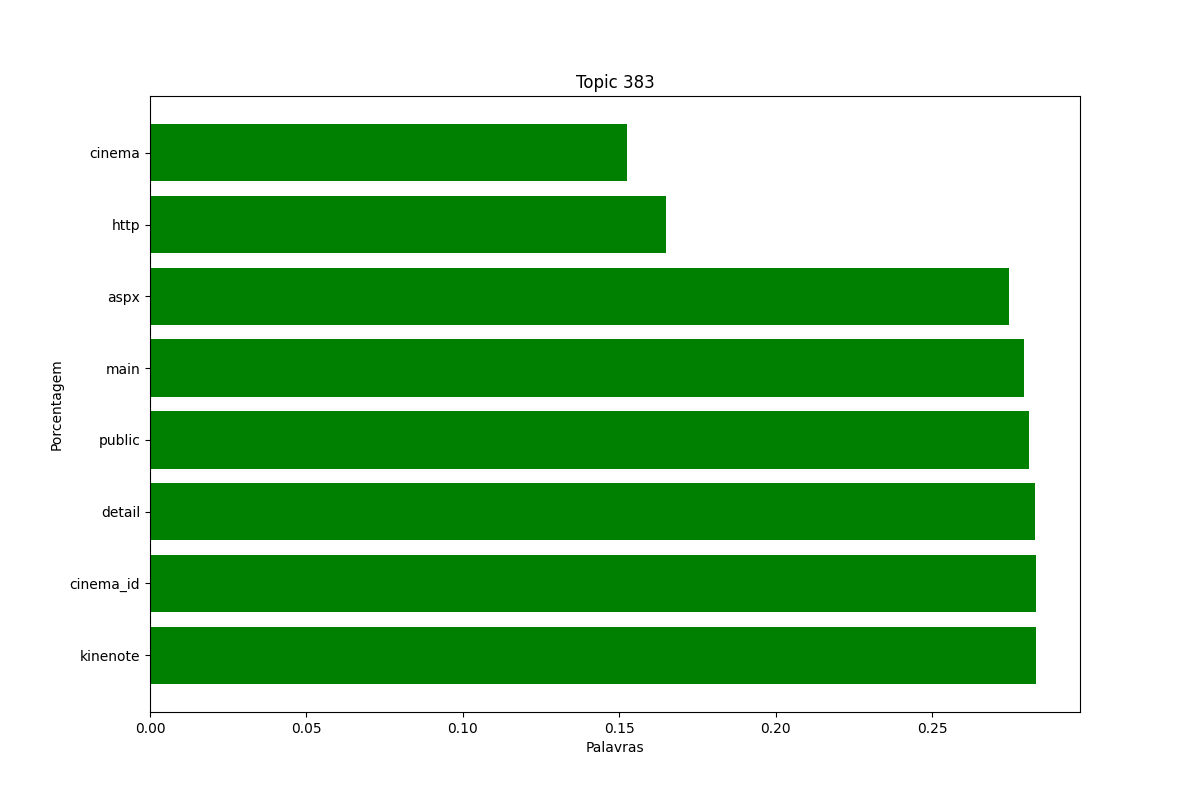 Topic 383
cinema
http
aspx
main
public
detail
cinema_id
kinenote
Porcentagem
0.00 0.05 0.10 0.15 0.20 0.25
Palavras